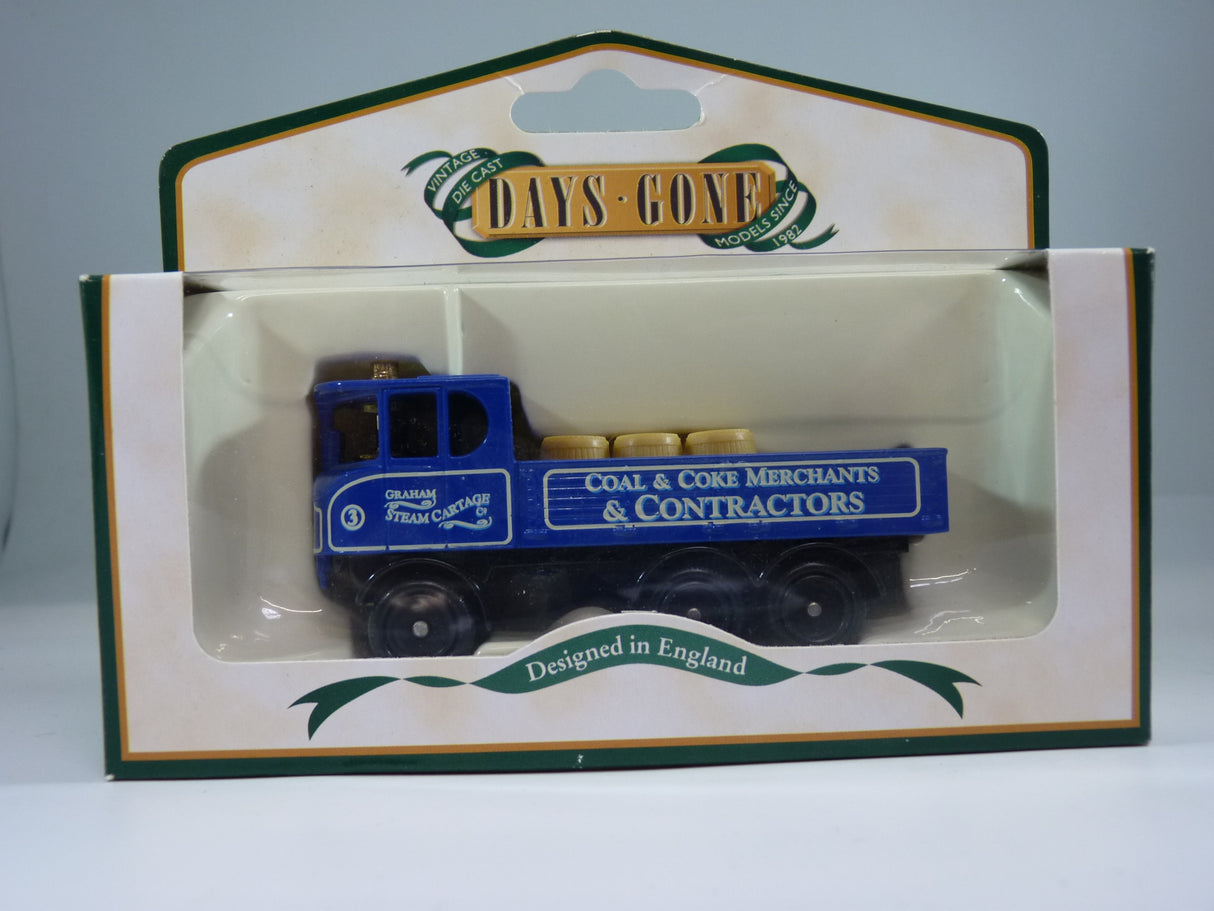 VINTAGE
DIE CAST
DAYS · GONE
MODELS SINCE
1982
COAL & COKE MERCHANTS
& CONTRACTORS
GRAHAM
STEAM CARTAGE
Co
3
Designed in England